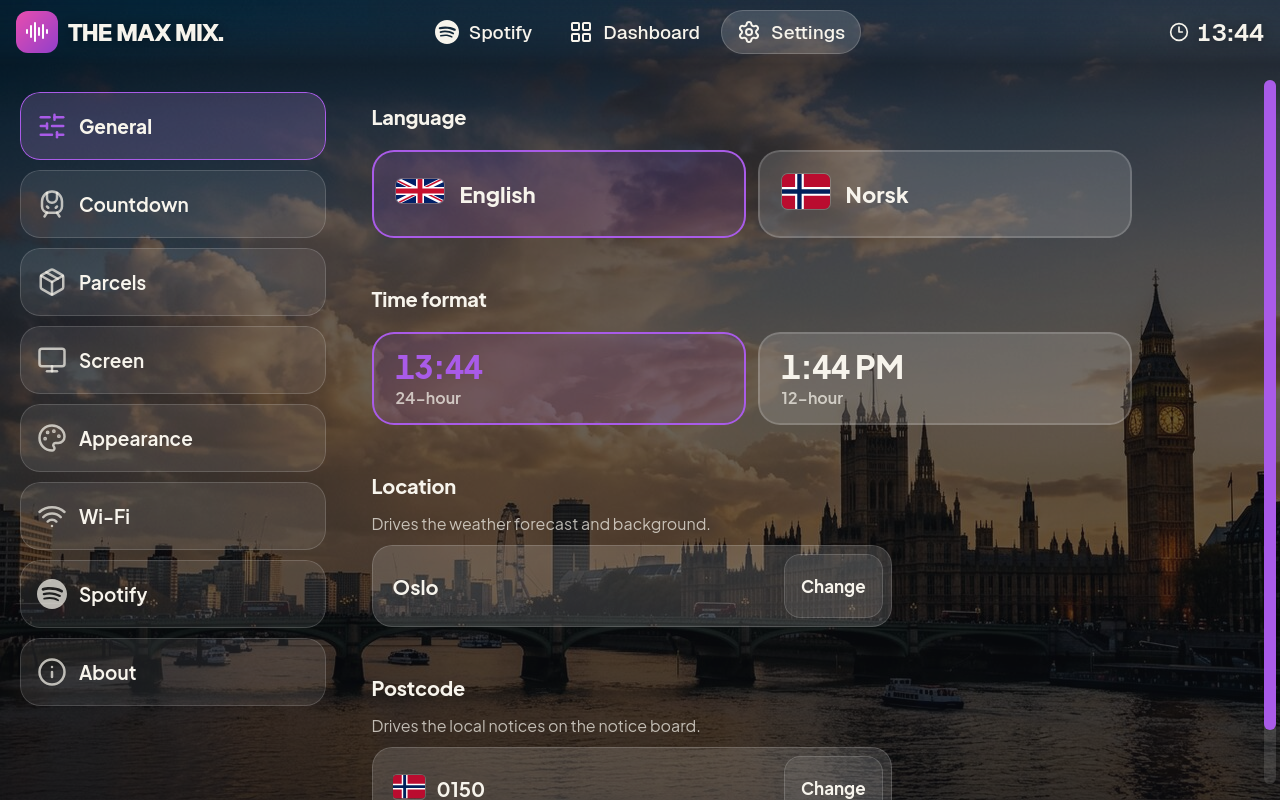 THE MAX MIX.
Spotify
Dashboard
Settings
13:44
General
Countdown
Parcels
Screen
Appearance
Wi-Fi
Spotify
About
Language
English
Norsk
Time format
13:44
24-hour
1:44 PM
12-hour
Location
Drives the weather forecast and background.
Oslo
Change
Postcode
Drives the local notices on the notice board.
0150
Change